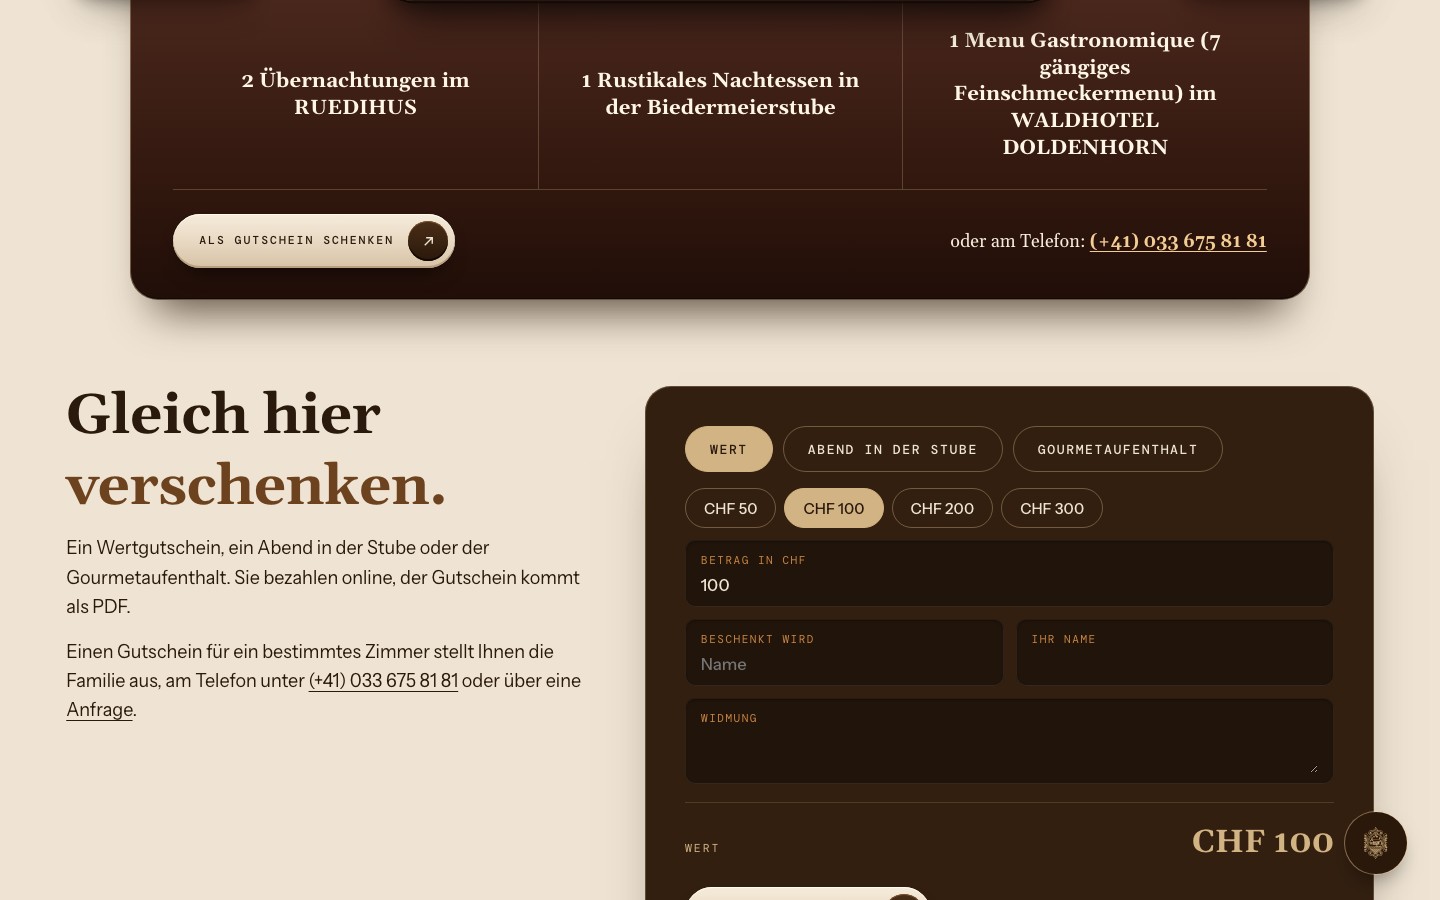 2 Übernachtungen im
RUEDIHUS
1 Rustikales Nachtessen in
der Biedermeierstube
1 Menu Gastronomique (7
gängiges
Feinschmeckermenu) im
WALDHOTEL
DOLDENHORN
ALS GUTSCHEIN SCHENKEN
oder am Telefon: (+41) 033 675 81 81
Gleich hier
verschenken.
Ein Wertgutschein, ein Abend in der Stube oder der
Gourmetaufenthalt. Sie bezahlen online, der Gutschein kommt
als PDF.
Einen Gutschein für ein bestimmtes Zimmer stellt Ihnen die
Familie aus, am Telefon unter (+41) 033 675 81 81 oder über eine
Anfrage.
WERT
ABEND IN DER STUBE
GOURMETAUFENTHALT
CHF 50
CHF 100
CHF 200
CHF 300
BETRAG IN CHF
100
BESCHENKT WIRD
Name
IHR NAME
WIDMUNG
WERT
CHF 100